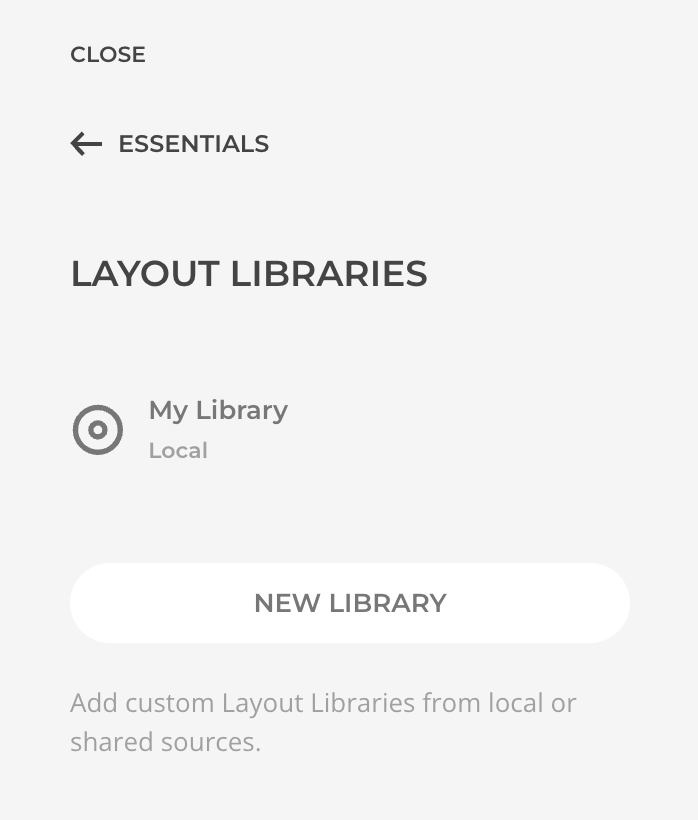 CLOSE
ESSENTIALS
LAYOUT LIBRARIES
My Library
Local
NEW LIBRARY
Add custom Layout Libraries from local or
shared sources.